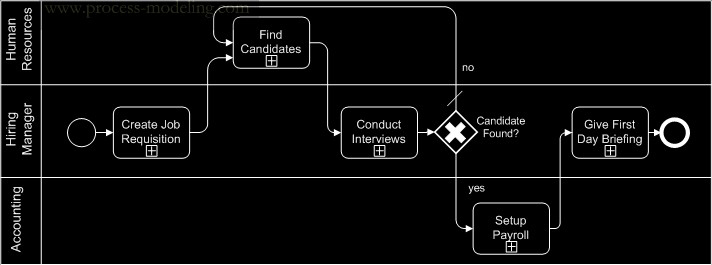 www.process-modeling.com
Human
Resources
Find
Candidates
no
Hiring
Manager
Create Job
Requisition
Conduct
Interviews
Candidate
Found?
Give First
Day Briefing
yes
Accounting
Setup
Payroll